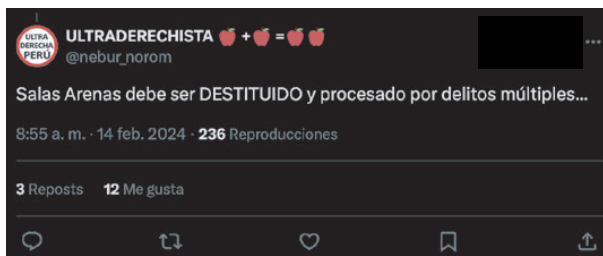 ULTRA
DERECHA
PERÚ
ULTRADERECHISTA 🍎 +🍎 =🍎 🍎
@nebur_norom
Salas Arenas debe ser DESTITUIDO y procesado por delitos múltiples...
8:55 a. m. · 14 feb. 2024 · 236 Reproducciones
3 Reposts 12 Me gusta